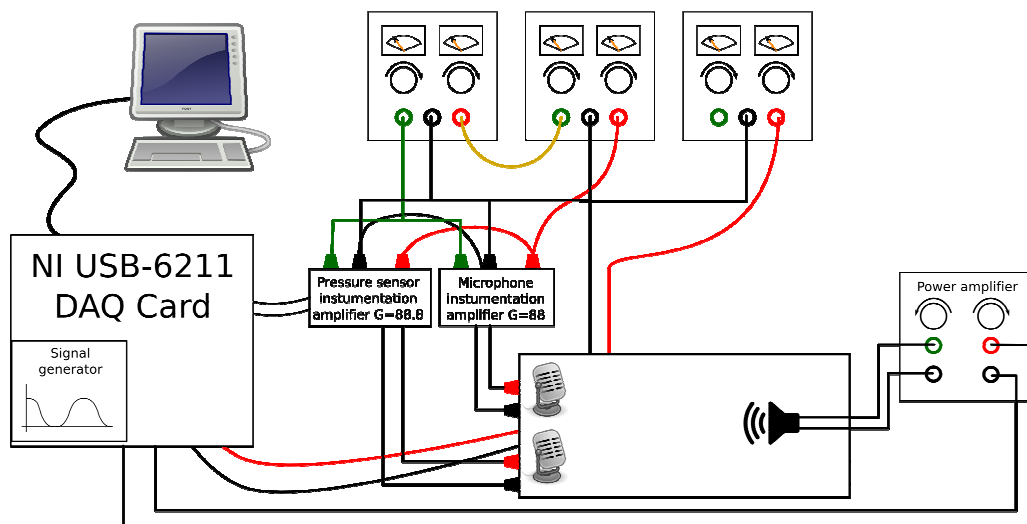 NI USB-6211
DAQ Card
Signal
generator
Pressure sensor
instumentation
amplifier G=88.8
Microphone
instumentation
amplifier G=88
Power amplifier